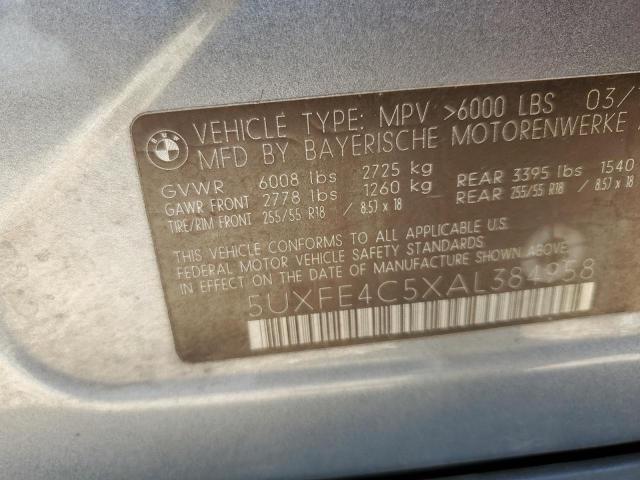 BMW
VEHICLE TYPE: MPV >6000 LBS 03/
MFD BY BAYERISCHE MOTORENWERKE
GVWR 6008 lbs 2725 kg
GAWR FRONT 2778 lbs 1260 kg REAR 3395 lbs 1540
TIRE/RIM FRONT 255/55 R18 / 8.5J x 18 REAR 255/55 R18 / 8.5J x 18
THIS VEHICLE CONFORMS TO ALL APPLICABLE U.S.
FEDERAL MOTOR VEHICLE SAFETY STANDARDS
IN EFFECT ON THE DATE OF MANUFACTURE SHOWN ABOVE.
5UXFE4C5XAL384958